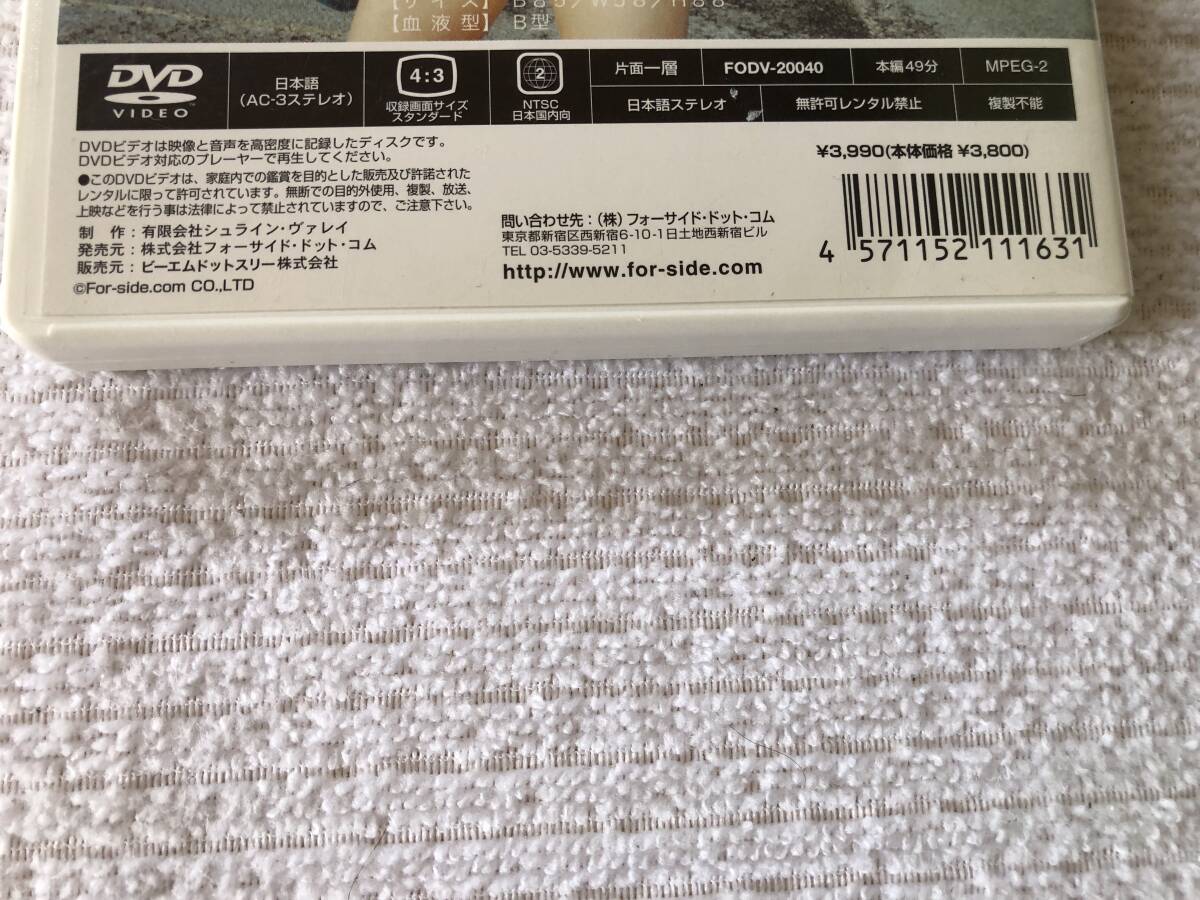 【サイズ】 B85/W58/H88
【血液型】 B型
DVD VIDEO
日本語
(AC-3ステレオ)
4:3
収録画面サイズ
スタンダード
2
NTSC
日本国内向
片面一層
FODV-20040
本編49分
MPEG-2
日本語ステレオ
無許可レンタル禁止
複製不能
DVDビデオは映像と音声を高密度に記録したディスクです。
DVDビデオ対応のプレーヤーで再生してください。
●このDVDビデオは、家庭内での鑑賞を目的とした販売及び許諾された
レンタルに限って許可されています。無断での目的外使用、複製、放送、
上映などを行う事は法律によって禁止されていますので、ご注意下さい。
制 作 : 有限会社シュライン・ヴァレイ
発売元 : 株式会社フォーサイド・ドット・コム
販売元 : ビーエムドットスリー株式会社
©For-side.com CO.,LTD
問い合わせ先 : (株) フォーサイド・ドット・コム
東京都新宿区西新宿6-10-1日土地西新宿ビル
TEL 03-5339-5211
http://www.for-side.com
¥3,990(本体価格 ¥3,800)
4 571152 111631